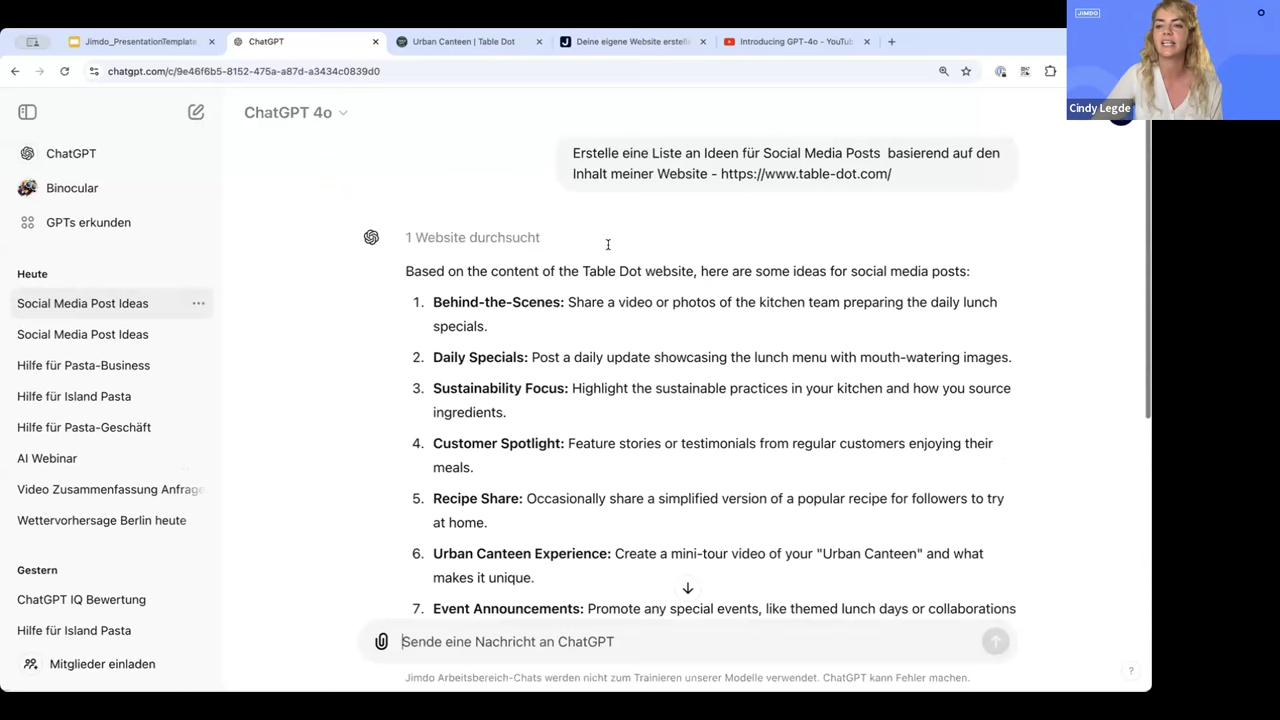 Jimdo_PresentationTemplate
ChatGPT
Urban Canteen | Table Dot
Deine eigene Website erstelle
Introducing GPT-4o - YouTub
JIMDO
Cindy Legde
chatgpt.com/c/9e46f6b5-8152-475a-a87d-a3434c0839d0
ChatGPT 4o
ChatGPT
Binocular
GPTs erkunden
Heute
Social Media Post Ideas
Social Media Post Ideas
Hilfe für Pasta-Business
Hilfe für Island Pasta
Hilfe für Pasta-Geschäft
AI Webinar
Video Zusammenfassung Anfrage
Wettervorhersage Berlin heute
Gestern
ChatGPT IQ Bewertung
Hilfe für Island Pasta
Mitglieder einladen
Erstelle eine Liste an Ideen für Social Media Posts basierend auf den
Inhalt meiner Website - https://www.table-dot.com/
1 Website durchsucht
Based on the content of the Table Dot website, here are some ideas for social media posts:
1. Behind-the-Scenes: Share a video or photos of the kitchen team preparing the daily lunch
specials.
2. Daily Specials: Post a daily update showcasing the lunch menu with mouth-watering images.
3. Sustainability Focus: Highlight the sustainable practices in your kitchen and how you source
ingredients.
4. Customer Spotlight: Feature stories or testimonials from regular customers enjoying their
meals.
5. Recipe Share: Occasionally share a simplified version of a popular recipe for followers to try
at home.
6. Urban Canteen Experience: Create a mini-tour video of your "Urban Canteen" and what
makes it unique.
7. Event Announcements: Promote any special events, like themed lunch days or collaborations
Sende eine Nachricht an ChatGPT
Jimdo Arbeitsbereich-Chats werden nicht zum Trainieren unserer Modelle verwendet. ChatGPT kann Fehler machen.
?